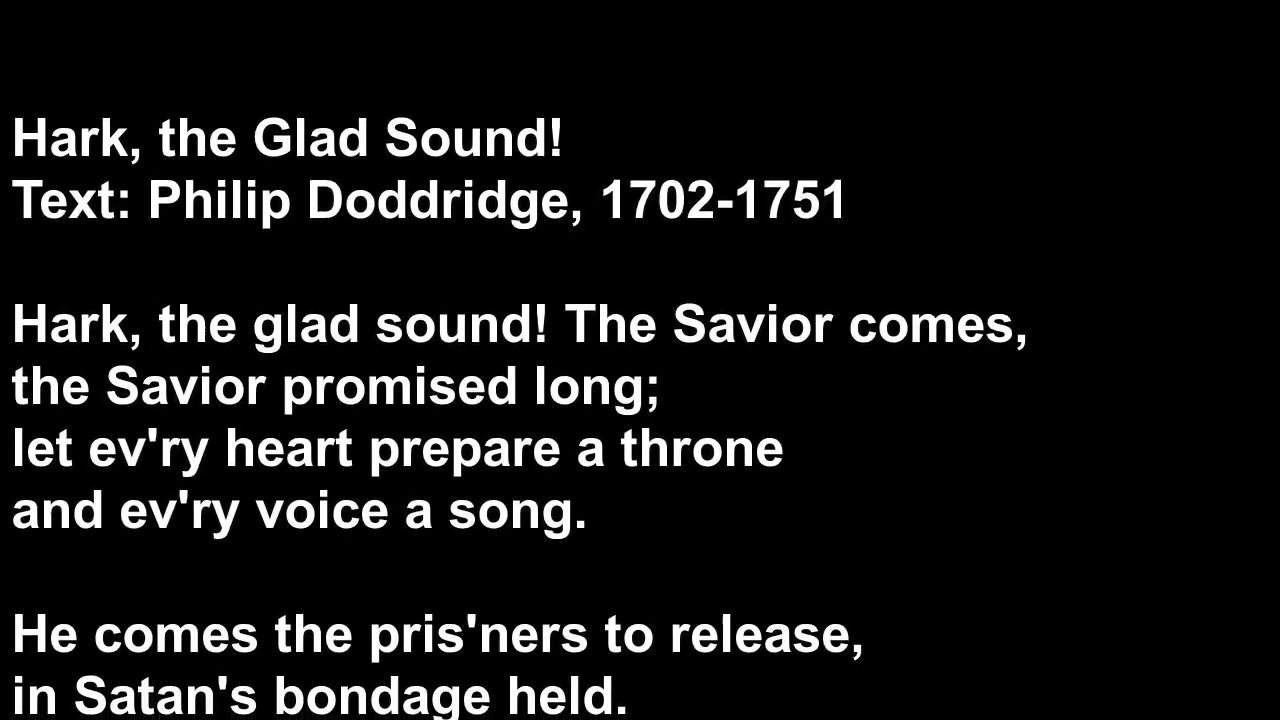 Hark, the Glad Sound!
Text: Philip Doddridge, 1702-1751
Hark, the glad sound! The Savior comes,
the Savior promised long;
let ev'ry heart prepare a throne
and ev'ry voice a song.
He comes the pris'ners to release,
in Satan's bondage held.